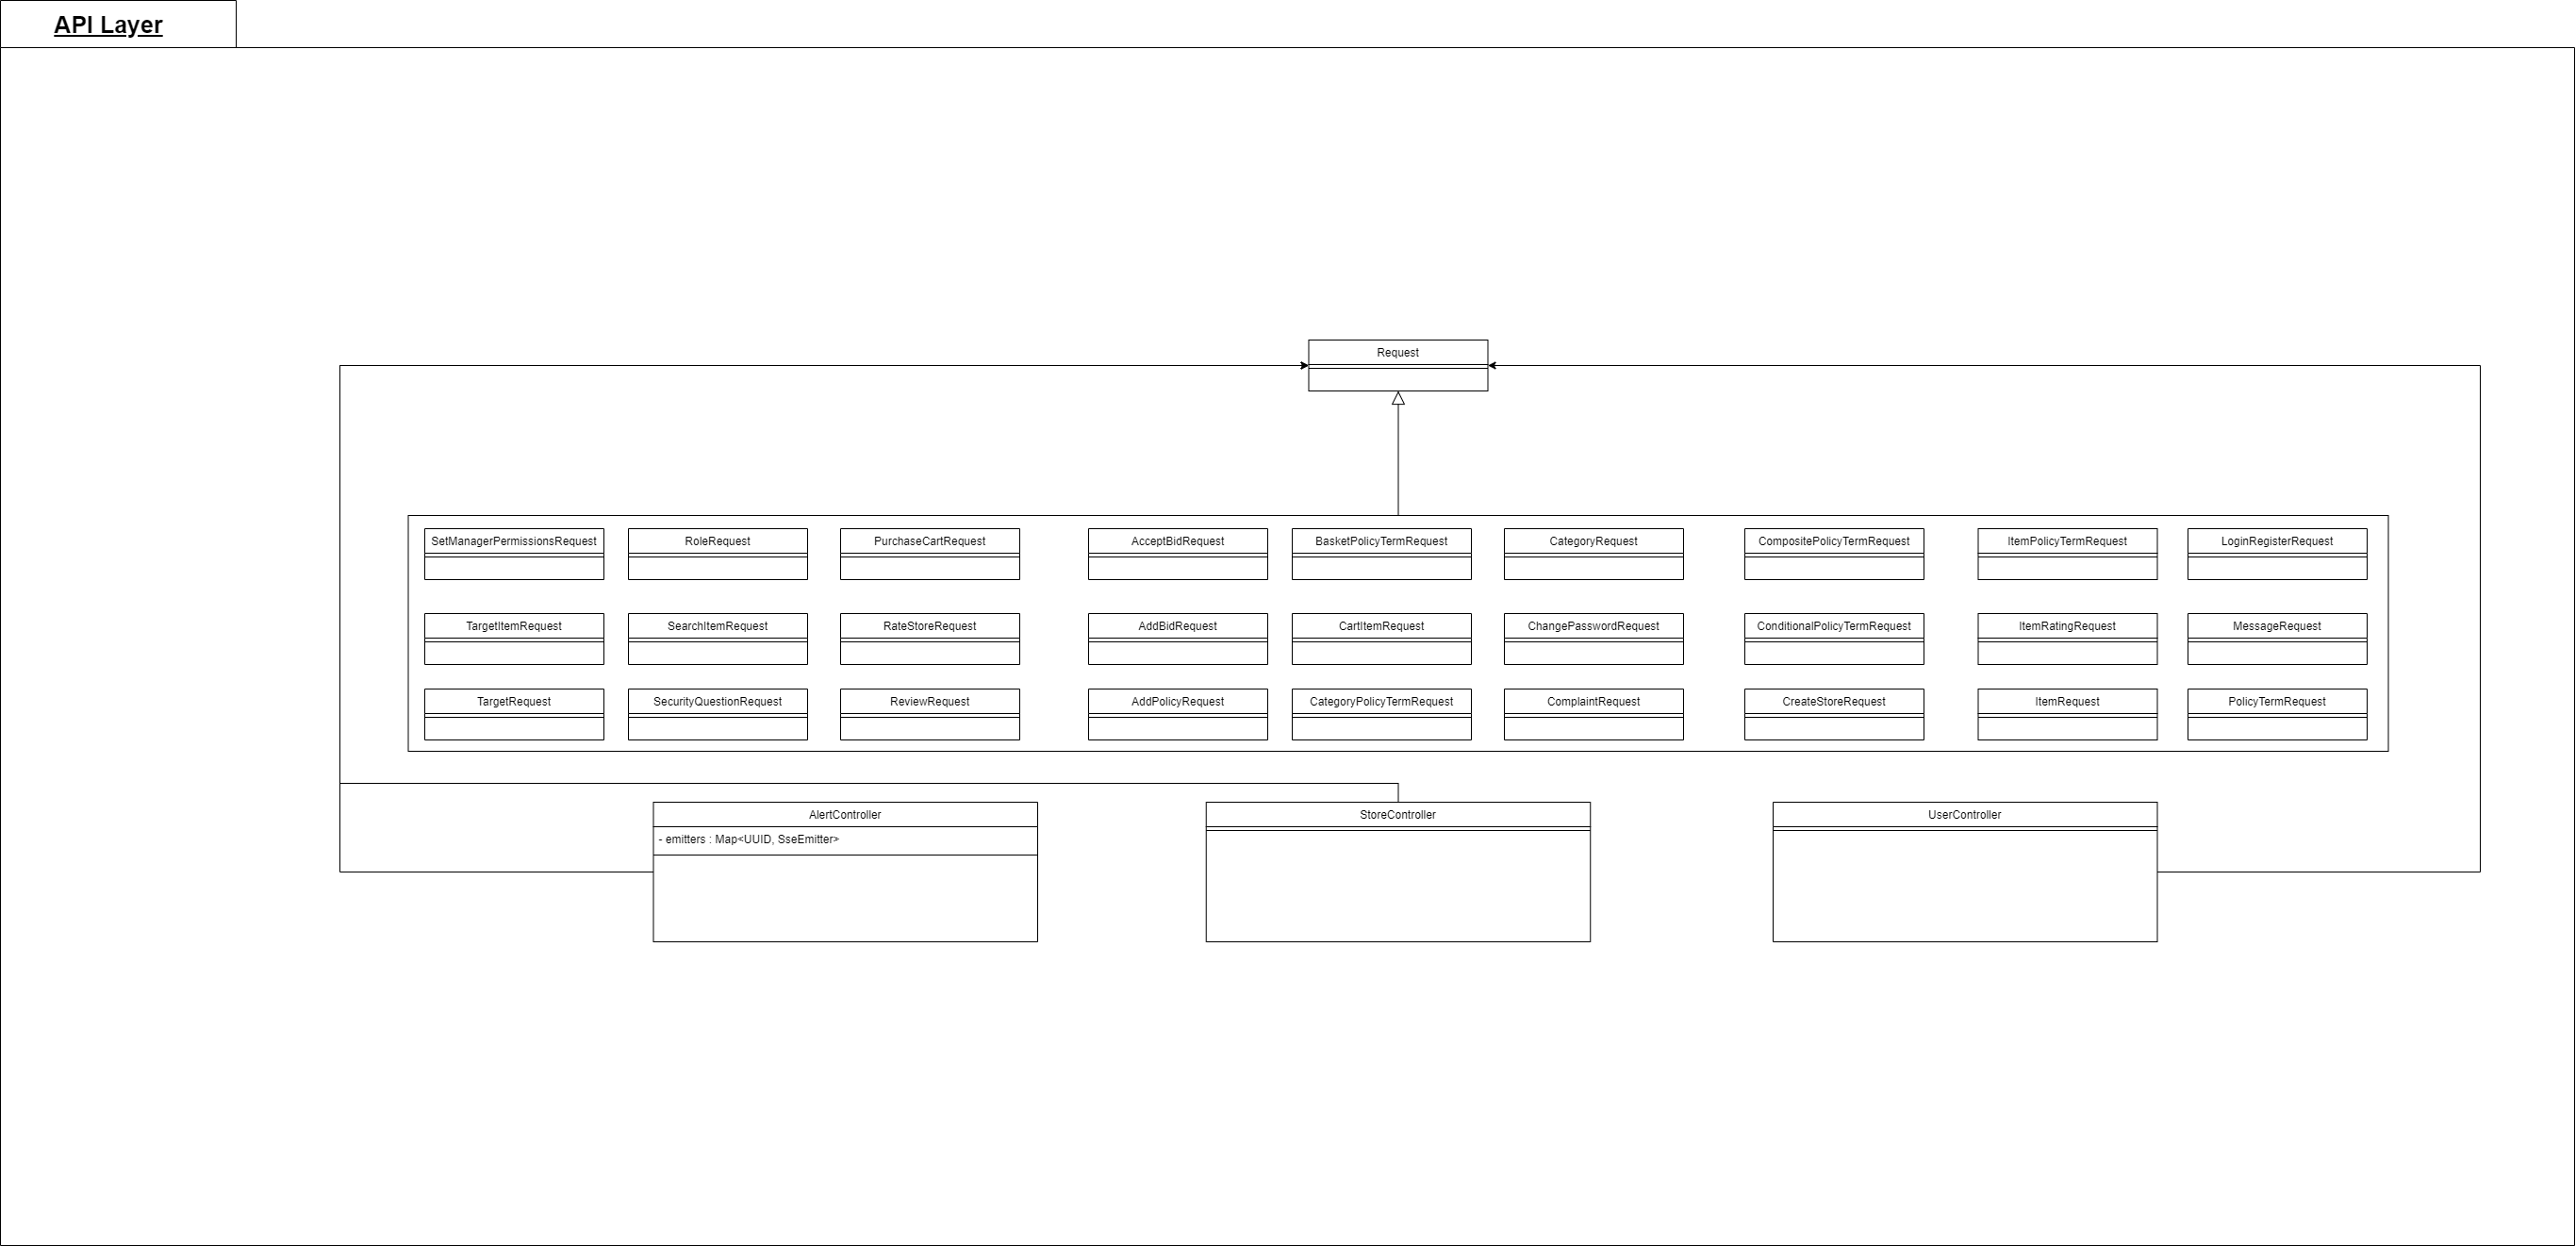 API Layer
Request
SetManagerPermissionsRequest
RoleRequest
PurchaseCartRequest
AcceptBidRequest
BasketPolicyTermRequest
CategoryRequest
CompositePolicyTermRequest
ItemPolicyTermRequest
LoginRegisterRequest
TargetItemRequest
SearchItemRequest
RateStoreRequest
AddBidRequest
CartItemRequest
ChangePasswordRequest
ConditionalPolicyTermRequest
ItemRatingRequest
MessageRequest
TargetRequest
SecurityQuestionRequest
ReviewRequest
AddPolicyRequest
CategoryPolicyTermRequest
ComplaintRequest
CreateStoreRequest
ItemRequest
PolicyTermRequest
AlertController
- emitters : Map<UUID, SseEmitter>
StoreController
UserController